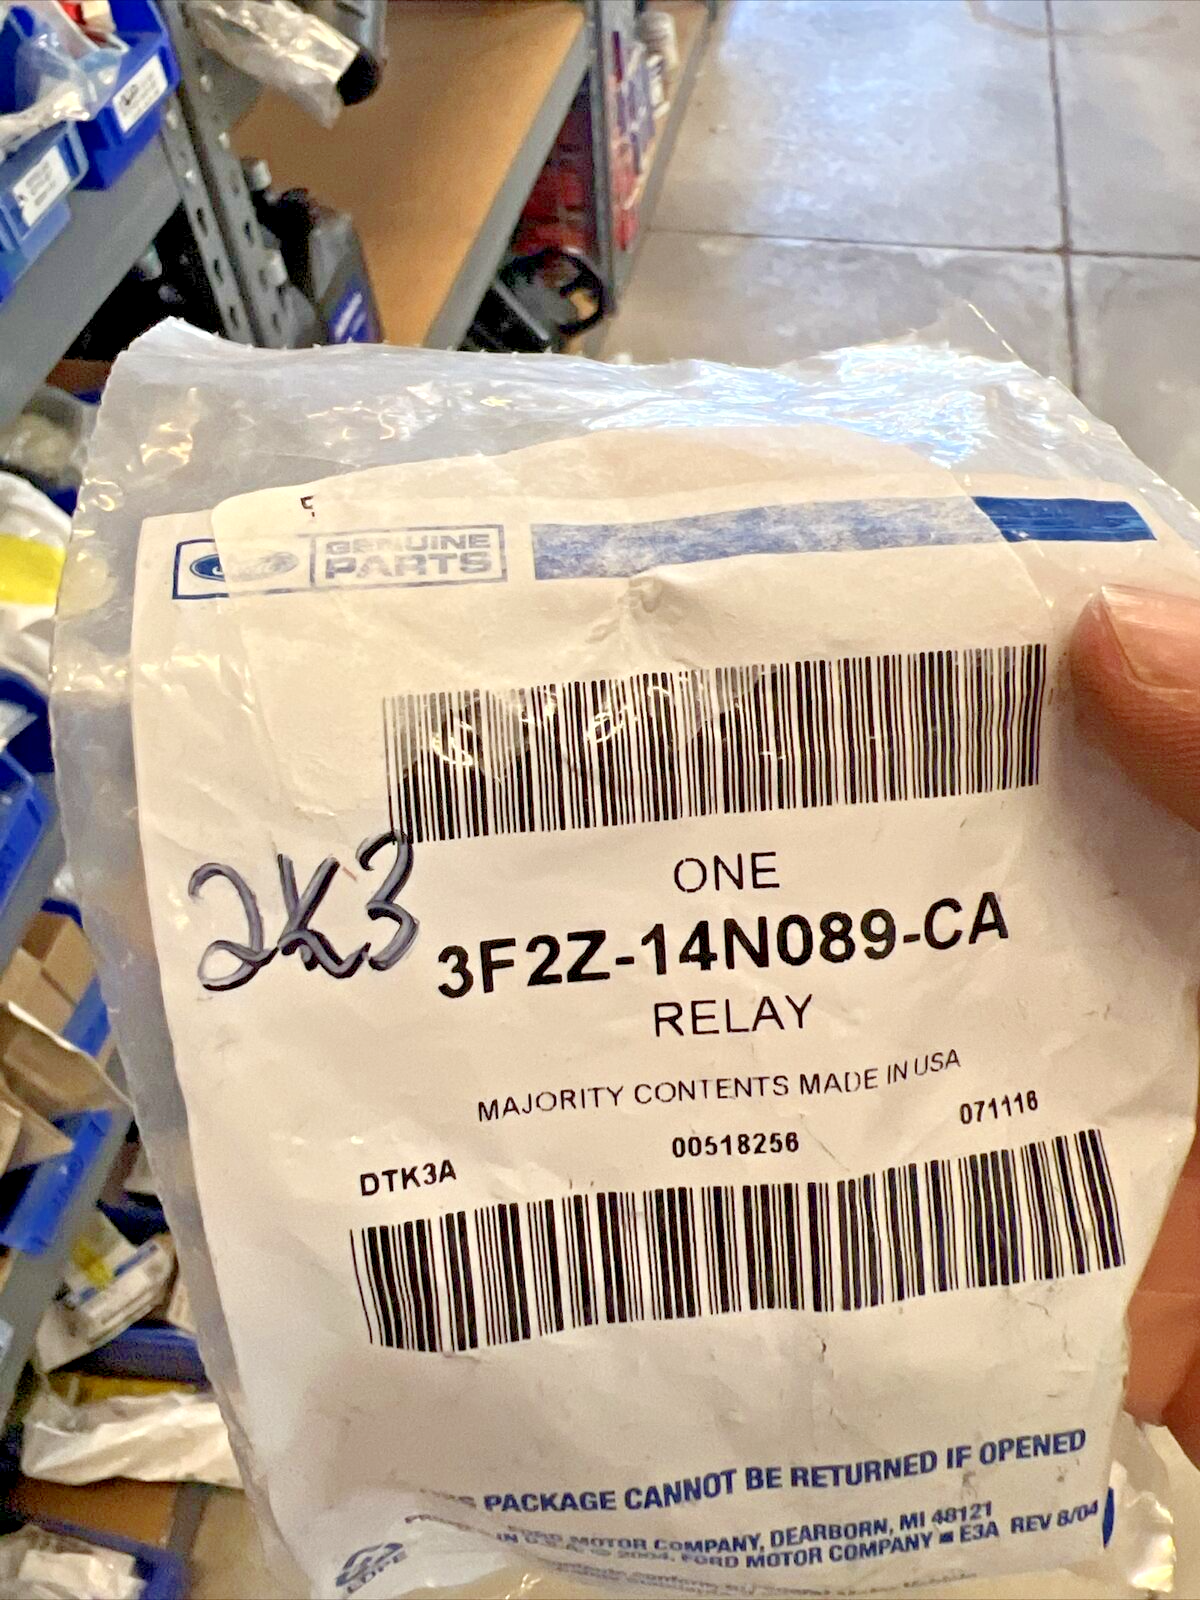 GENUINE
PARTS
ONE
2K3
3F2Z-14N089-CA
RELAY
MAJORITY CONTENTS MADE IN USA
DTK3A 00518256 071116
PACKAGE CANNOT BE RETURNED IF OPENED
FORD MOTOR COMPANY, DEARBORN, MI 48121
IN U.S.A. © 2004, FORD MOTOR COMPANY E3A REV 8/04